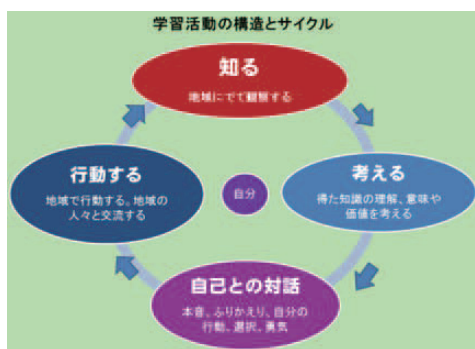 学習活動の構造とサイクル
知る
地域にでて観察する
考える
得た知識の理解、意味や
価値を考える
自己との対話
本音、ふりかえり、自分の
行動、選択、勇気
行動する
地域で行動する。地域の
人々と交流する
自分